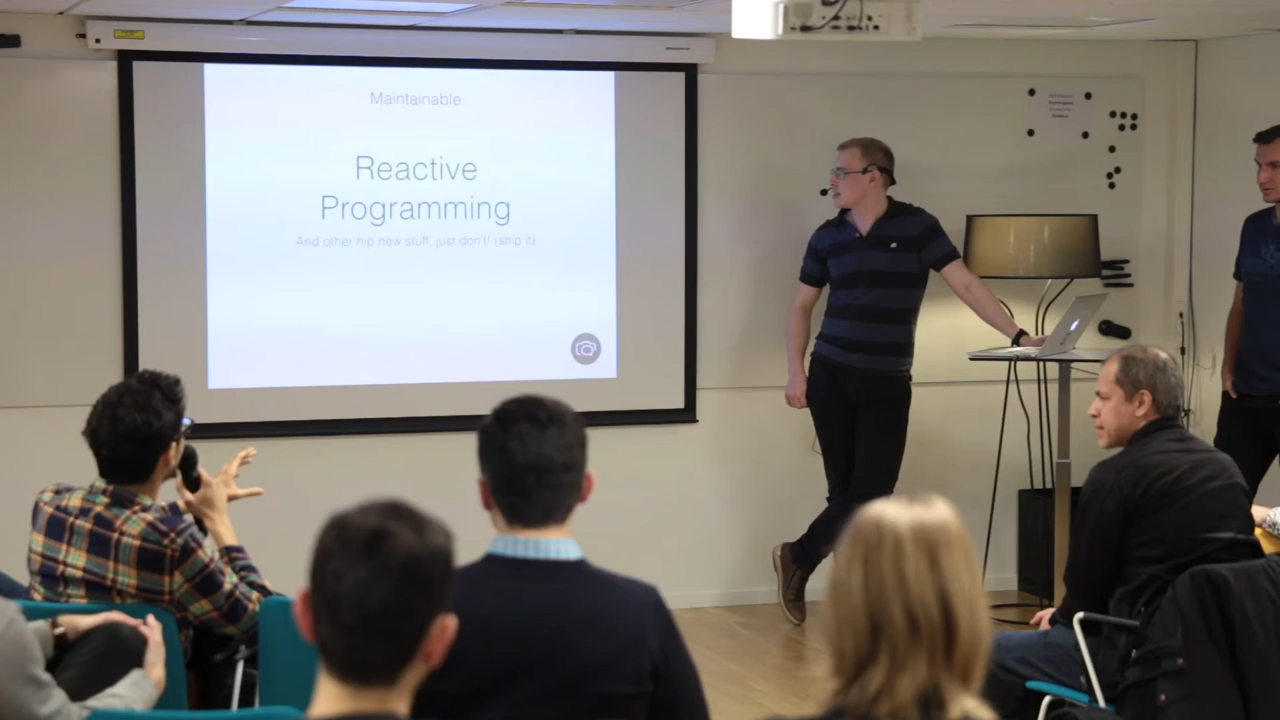 Maintainable
Reactive
Programming
And other hip new stuff, just don't! (ship it)